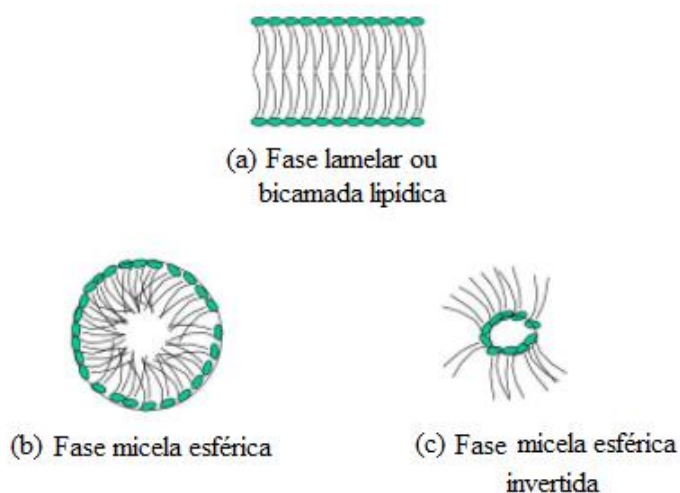 (a) Fase lamelar ou
bicamada lipídica
(b) Fase micela esférica
(c) Fase micela esférica
invertida